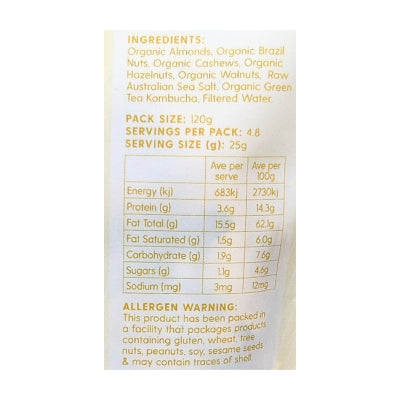 INGREDIENTS:
Organic Almonds, Organic Brazil
Nuts, Organic Cashews, Organic
Hazelnuts, Organic Walnuts, Raw
Australian Sea Salt, Organic Green
Tea Kombucha, Filtered Water.
PACK SIZE: 120g
SERVINGS PER PACK: 4.8
SERVING SIZE (g): 25g
Ave per serve Ave per 100g
Energy (kj) 683kj 2730kj
Protein (g) 3.6g 14.3g
Fat Total (g) 15.5g 62.1g
Fat Saturated (g) 1.5g 6.0g
Carbohydrate (g) 1.9g 7.6g
Sugars (g) 1.1g 4.6g
Sodium (mg) 3mg 12mg
ALLERGEN WARNING:
This product has been packed in
a facility that packages products
containing gluten, wheat, tree
nuts, peanuts, soy, sesame seeds
& may contain traces of shell